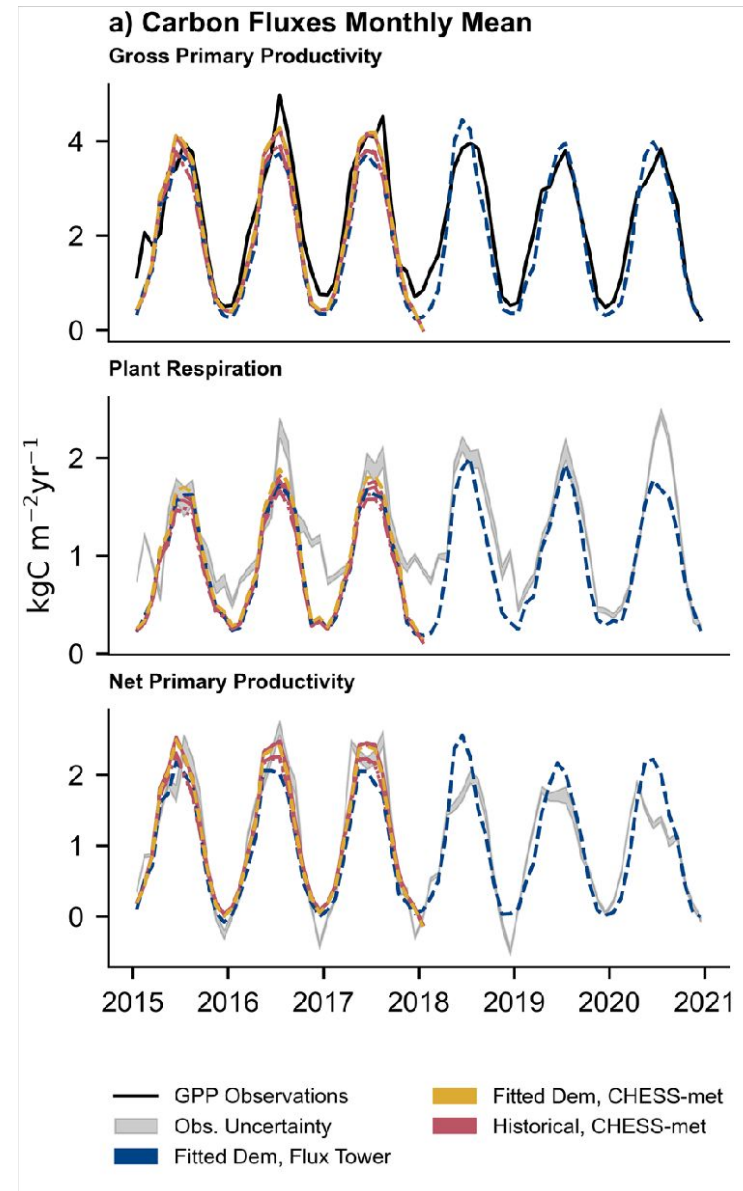 a) Carbon Fluxes Monthly Mean
Gross Primary Productivity
4
2
0
Plant Respiration
2
1
0
kgC m⁻²yr⁻¹
Net Primary Productivity
2
1
0
2015 2016 2017 2018 2019 2020 2021
GPP Observations
Obs. Uncertainty
Fitted Dem, Flux Tower
Fitted Dem, CHESS-met
Historical, CHESS-met